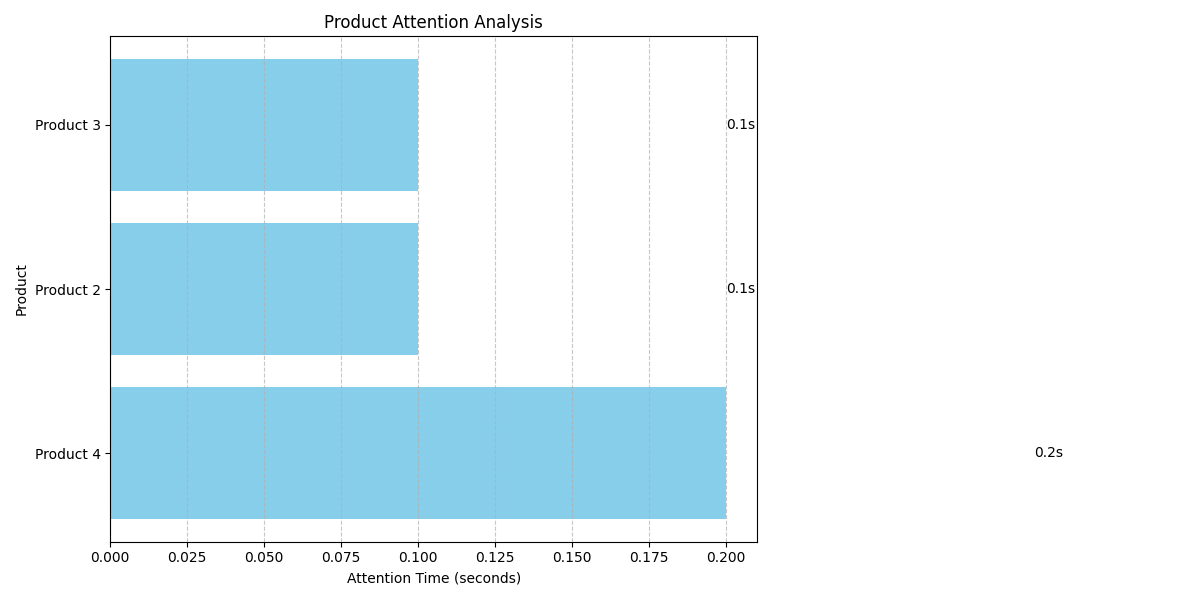 Product Attention Analysis
Product 3
0.1s
Product
Product 2
0.1s
Product 4
0.2s
0.000 0.025 0.050 0.075 0.100 0.125 0.150 0.175 0.200
Attention Time (seconds)